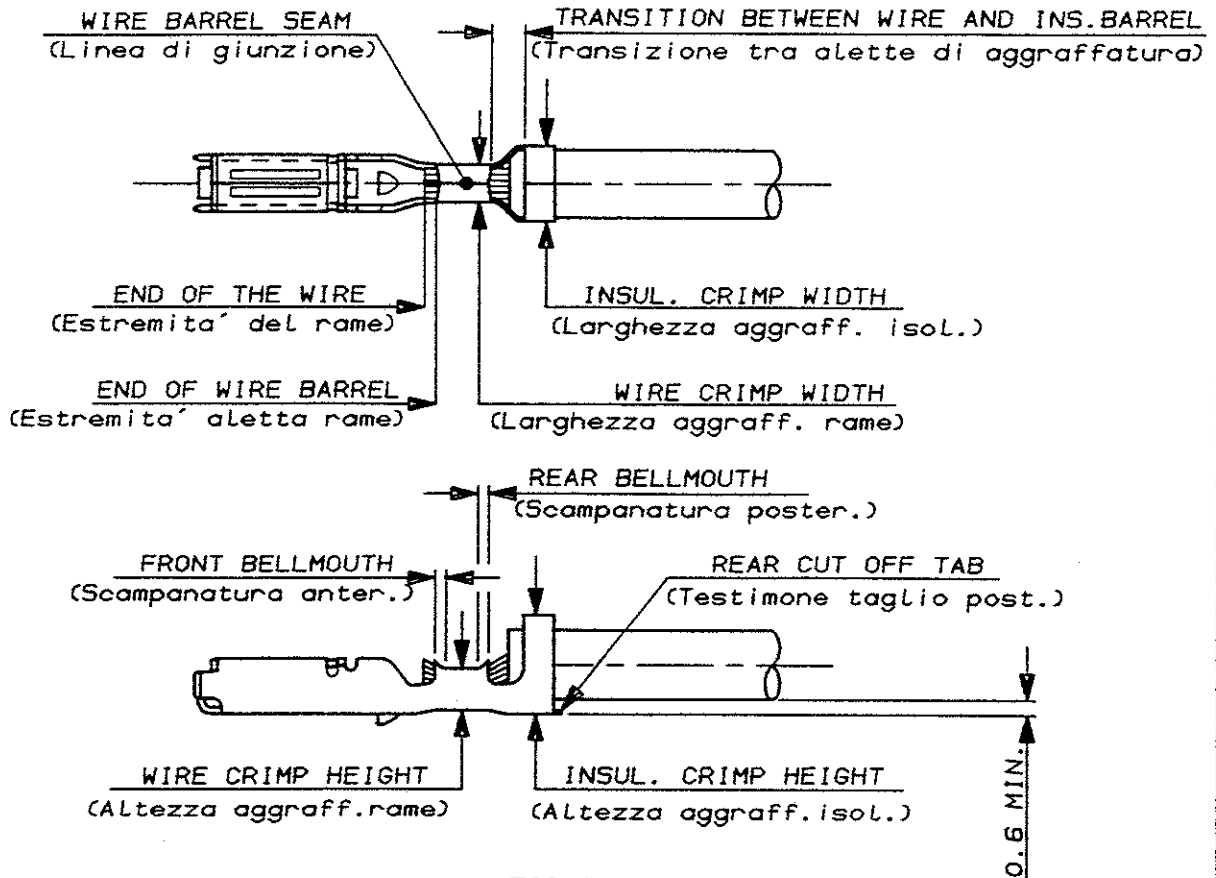 WIRE BARREL SEAM
(Linea di giunzione)
TRANSITION BETWEEN WIRE AND INS.BARREL
(Transizione tra alette di aggraffatura)
END OF THE WIRE
(Estremita´ del rame)
INSUL. CRIMP WIDTH
(Larghezza aggraff. isol.)
END OF WIRE BARREL
(Estremita´ aletta rame)
WIRE CRIMP WIDTH
(Larghezza aggraff. rame)
REAR BELLMOUTH
(Scampanatura poster.)
FRONT BELLMOUTH
(Scampanatura anter.)
REAR CUT OFF TAB
(Testimone taglio post.)
WIRE CRIMP HEIGHT
(Altezza aggraff.rame)
INSUL. CRIMP HEIGHT
(Altezza aggraff.isol.)
0.6 MIN.